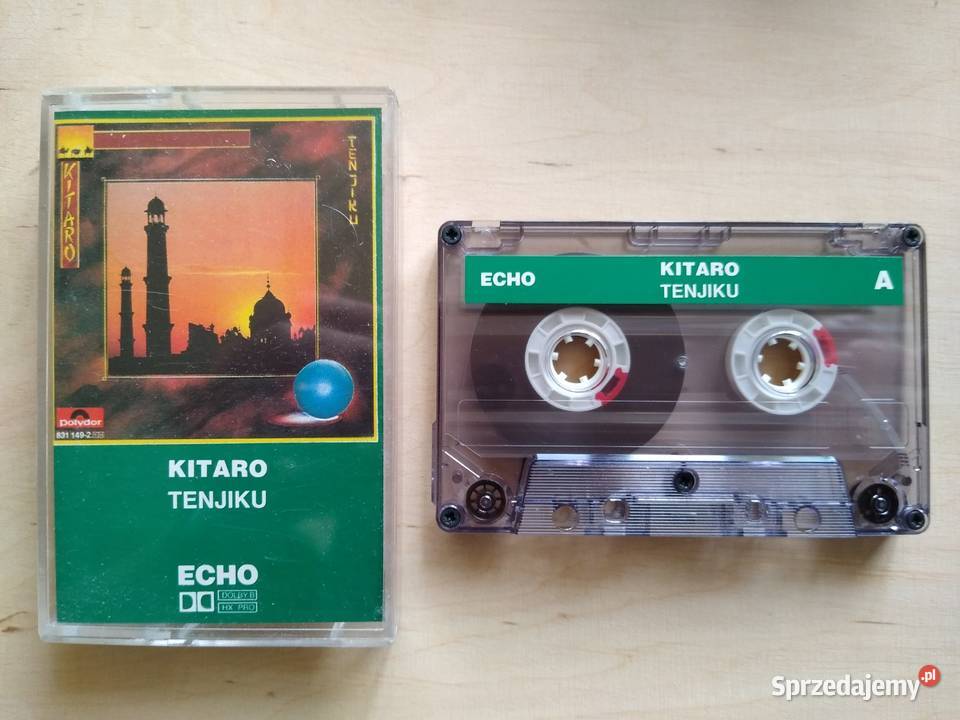 KITARO
TENJIKU
Polydor
831 149-2
KITARO
TENJIKU
ECHO
DOLBY B
HX PRO
ECHO
KITARO
TENJIKU
A
Sprzedajemy.pl